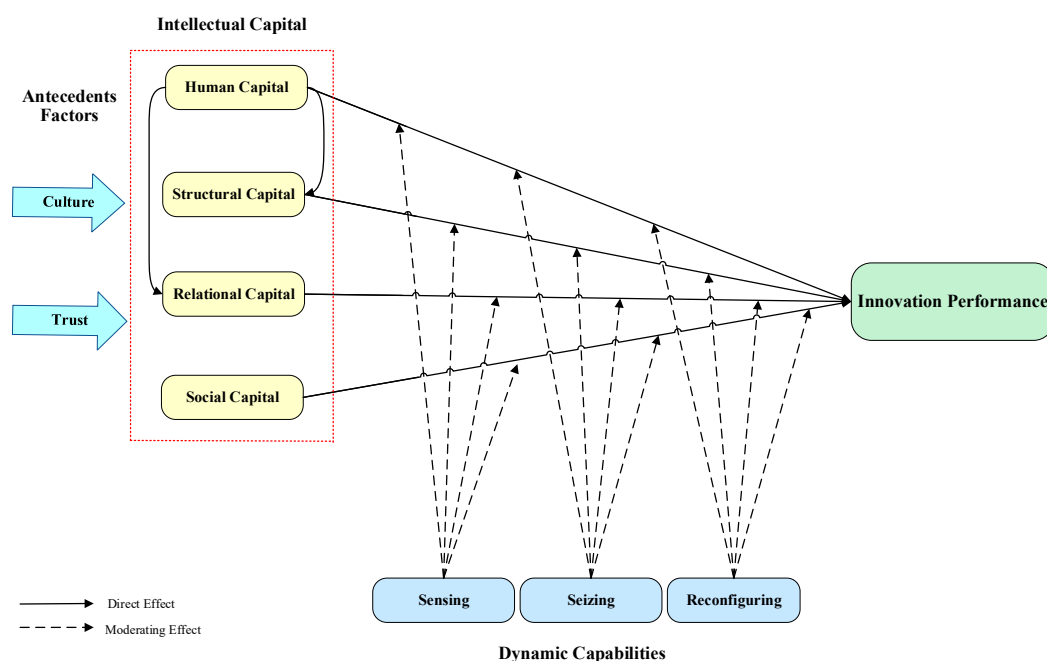 Intellectual Capital
Antecedents
Factors
Human Capital
Culture
Structural Capital
Trust
Relational Capital
Social Capital
Innovation Performance
Sensing
Seizing
Reconfiguring
Dynamic Capabilities
Direct Effect
Moderating Effect